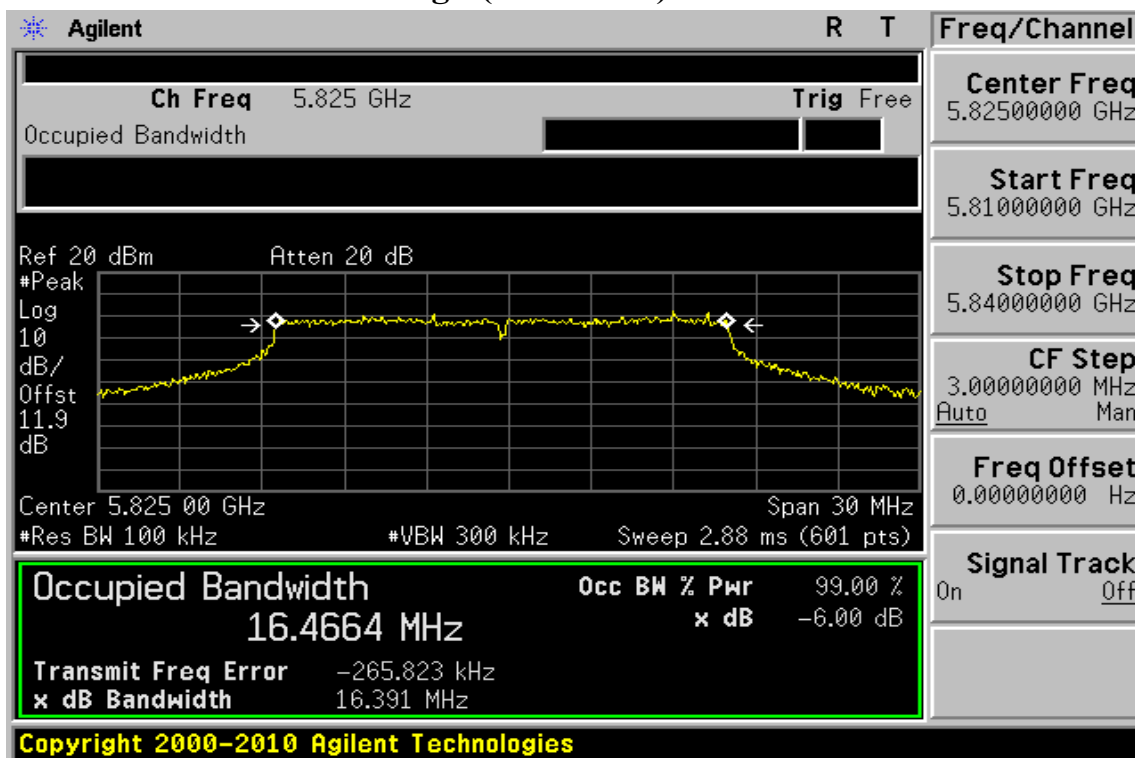 Agilent R T Freq/Channel
Ch Freq 5.825 GHz Trig Free
Occupied Bandwidth
Center Freq
5.82500000 GHz
Start Freq
5.81000000 GHz
Stop Freq
5.84000000 GHz
CF Step
3.00000000 MHz
Auto Man
Freq Offset
0.00000000 Hz
Signal Track
On Off
Ref 20 dBm Atten 20 dB
#Peak
Log
10
dB/
Offst
11.9
dB
Center 5.825 00 GHz Span 30 MHz
#Res BW 100 kHz #VBW 300 kHz Sweep 2.88 ms (601 pts)
Occupied Bandwidth Occ BW % Pwr 99.00 %
16.4664 MHz x dB -6.00 dB
Transmit Freq Error -265.823 kHz
x dB Bandwidth 16.391 MHz
Copyright 2000-2010 Agilent Technologies